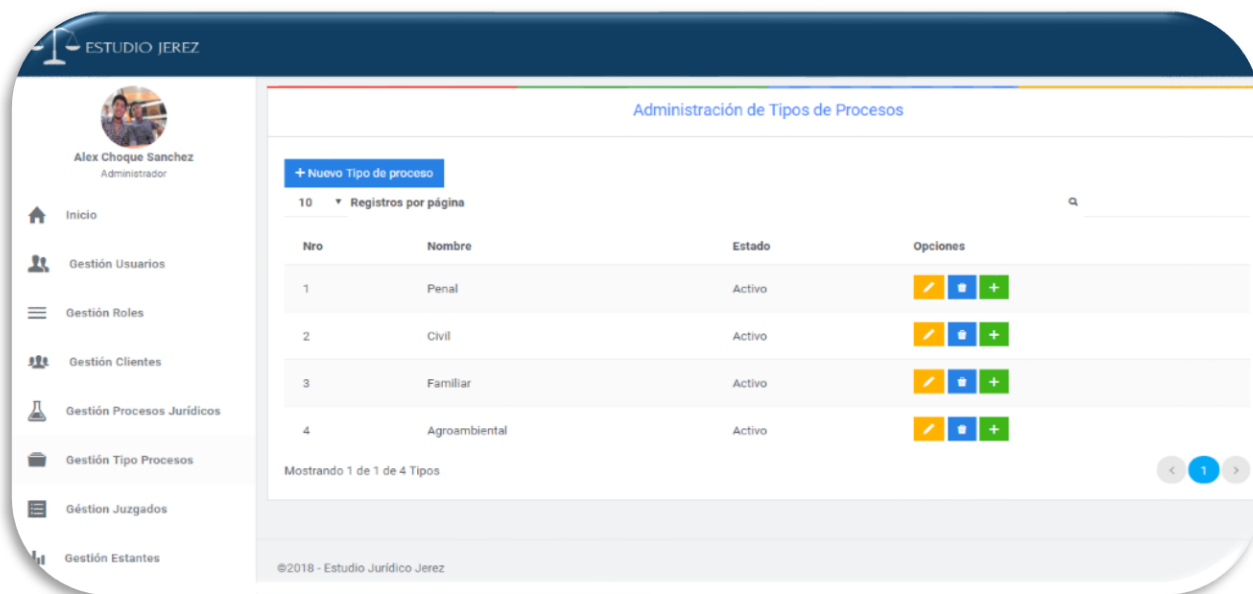 ESTUDIO JEREZ
Alex Choque Sanchez
Administrador
Inicio
Gestión Usuarios
Gestión Roles
Gestión Clientes
Gestión Procesos Jurídicos
Gestión Tipo Procesos
Géstion Juzgados
Gestión Estantes
Administración de Tipos de Procesos
+ Nuevo Tipo de proceso
10 Registros por página
Nro Nombre Estado Opciones
1 Penal Activo
2 Civil Activo
3 Familiar Activo
4 Agroambiental Activo
Mostrando 1 de 1 de 4 Tipos
< 1 >
©2018 - Estudio Jurídico Jerez